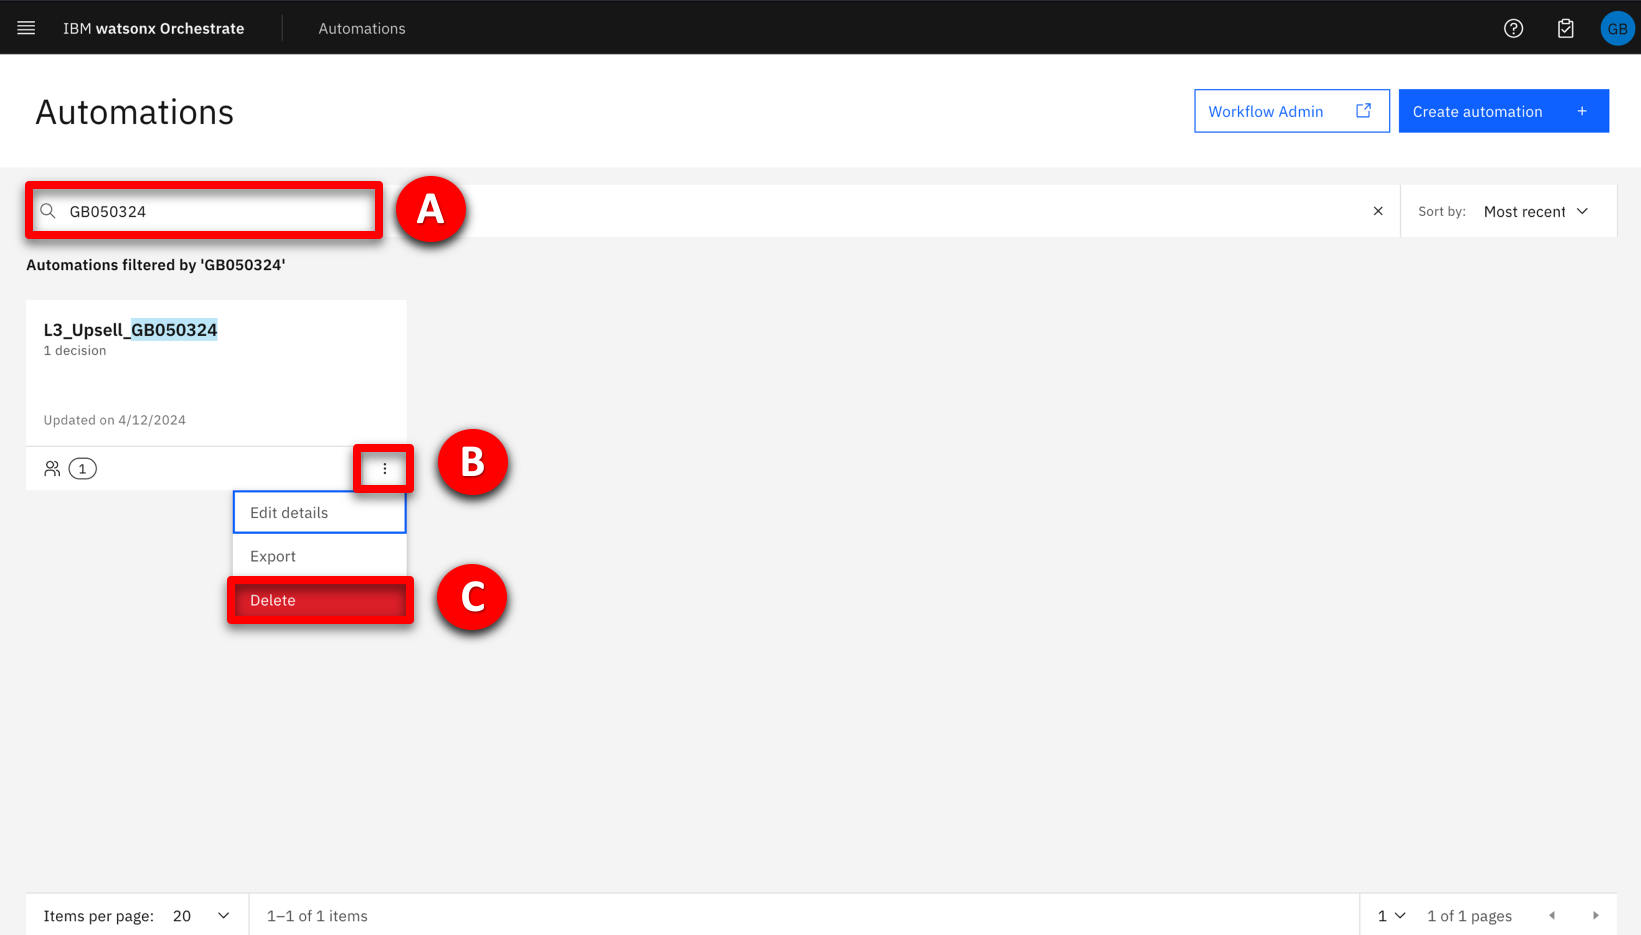 IBM watsonx Orchestrate
Automations
GB
Automations
Workflow Admin
Create automation +
GB050324
A
Sort by: Most recent
Automations filtered by 'GB050324'
L3_Upsell_GB050324
1 decision
Updated on 4/12/2024
1
B
Edit details
Export
Delete
C
Items per page: 20
1–1 of 1 items
1
1 of 1 pages